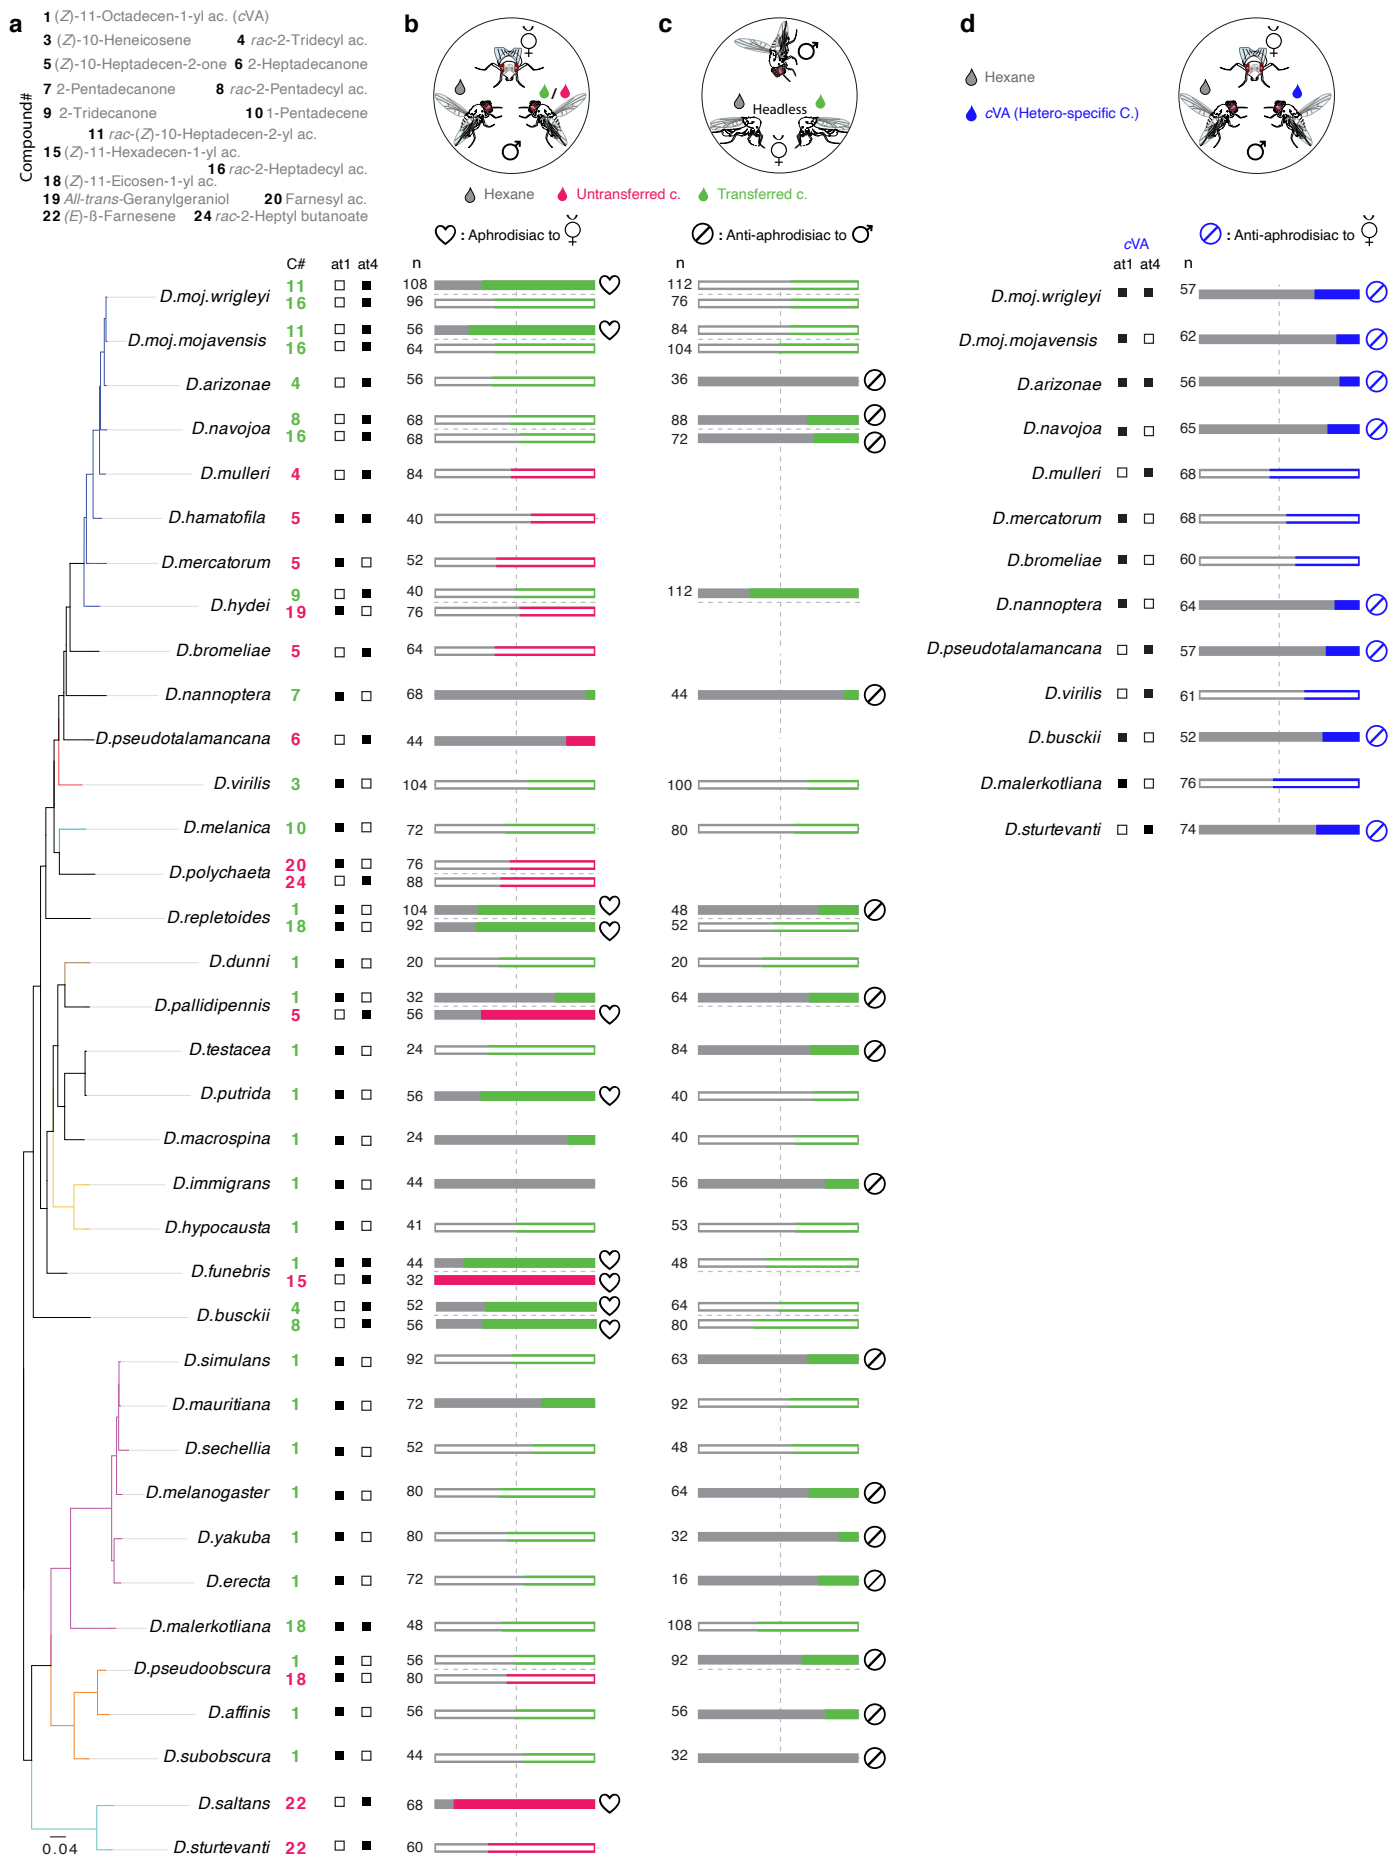 a
b
c
d
Compound#
1 (Z)-11-Octadecen-1-yl ac. (cVA)
3 (Z)-10-Heneicosene 4 rac-2-Tridecyl ac.
5 (Z)-10-Heptadecen-2-one 6 2-Heptadecanone
7 2-Pentadecanone 8 rac-2-Pentadecyl ac.
9 2-Tridecanone 10 1-Pentadecene
11 rac-(Z)-10-Heptadecen-2-yl ac.
15 (Z)-11-Hexadecen-1-yl ac.
16 rac-2-Heptadecyl ac.
18 (Z)-11-Eicosen-1-yl ac.
19 All-trans-Geranylgeraniol 20 Farnesyl ac.
22 (E)-ß-Farnesene 24 rac-2-Heptyl butanoate
/
♀
♂
Headless
♂
♀
Hexane
cVA (Hetero-specific C.)
♀
♂
Hexane Untransferred c. Transferred c.
: Aphrodisiac to ♀
: Anti-aphrodisiac to ♂
: Anti-aphrodisiac to ♀
C# at1 at4 n
n
cVA
at1 at4 n
D.moj.wrigleyi 11 108 112
16 96 76
D.moj.mojavensis 11 56 84
16 64 104
D.arizonae 4 56 36
D.navojoa 8 68 88
16 68 72
D.mulleri 4 84
D.hamatofila 5 40
D.mercatorum 5 52
D.hydei 9 40 112
19 76
D.bromeliae 5 64
D.nannoptera 7 68 44
D.pseudotalamancana 6 44
D.virilis 3 104 100
D.melanica 10 72 80
D.polychaeta 20 76
24 88
D.repletoides 1 104 48
18 92 52
D.dunni 1 20 20
D.pallidipennis 1 32 64
5 56
D.testacea 1 24 84
D.putrida 1 56 40
D.macrospina 1 24 40
D.immigrans 1 44 56
D.hypocausta 1 41 53
D.funebris 1 44 48
15 32
D.busckii 4 52 64
8 56 80
D.simulans 1 92 63
D.mauritiana 1 72 92
D.sechellia 1 52 48
D.melanogaster 1 80 64
D.yakuba 1 80 32
D.erecta 1 72 16
D.malerkotliana 18 48 108
D.pseudoobscura 1 56 92
18 80
D.affinis 1 56 56
D.subobscura 1 44 32
D.saltans 22 68
D.sturtevanti 22 60
0.04
D.moj.wrigleyi 57
D.moj.mojavensis 62
D.arizonae 56
D.navojoa 65
D.mulleri 68
D.mercatorum 68
D.bromeliae 60
D.nannoptera 64
D.pseudotalamancana 57
D.virilis 61
D.busckii 52
D.malerkotliana 76
D.sturtevanti 74